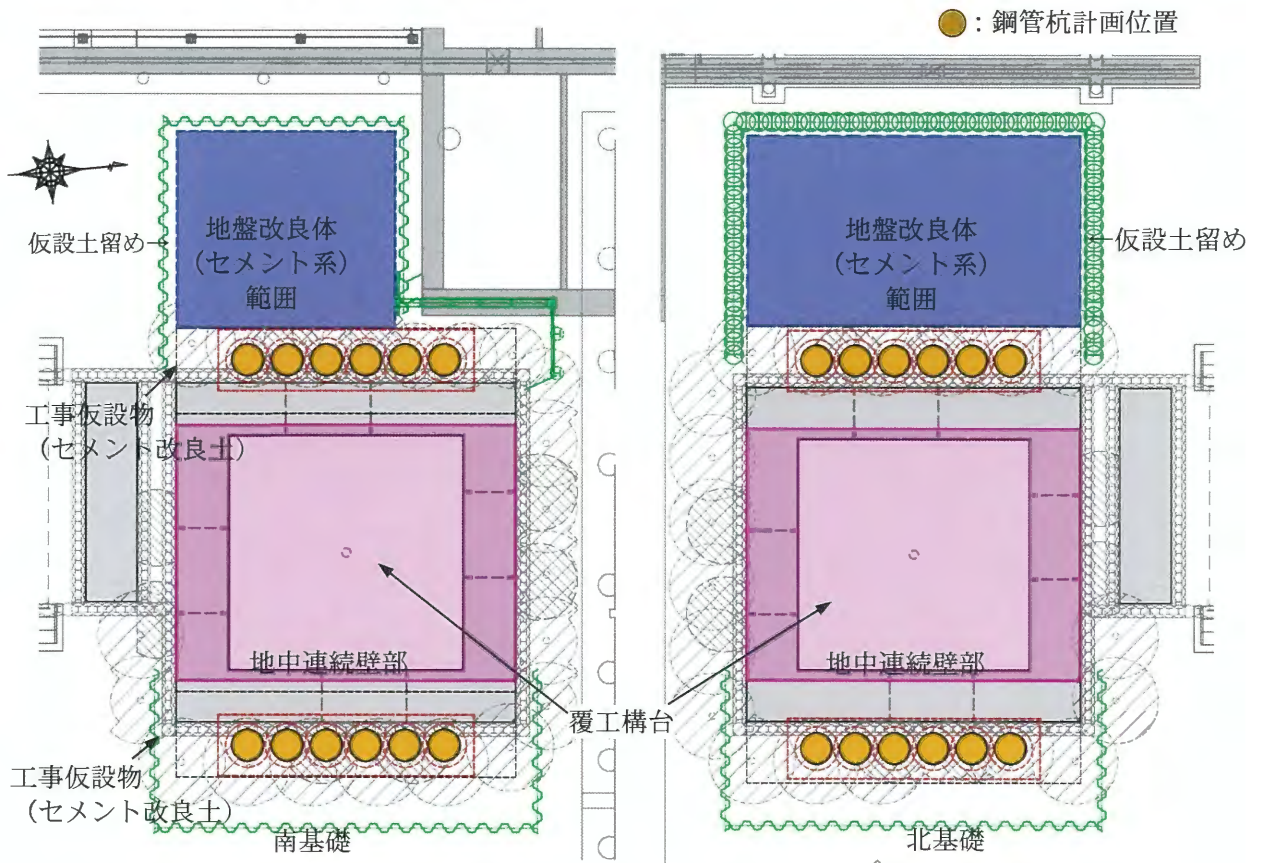 ：鋼管杭計画位置
地盤改良体
（セメント系）
範囲
仮設土留め
工事仮設物
（セメント改良土）
地中連続壁部
工事仮設物
（セメント改良土）
南基礎
覆工構台
地盤改良体
（セメント系）
範囲
仮設土留め
地中連続壁部
北基礎